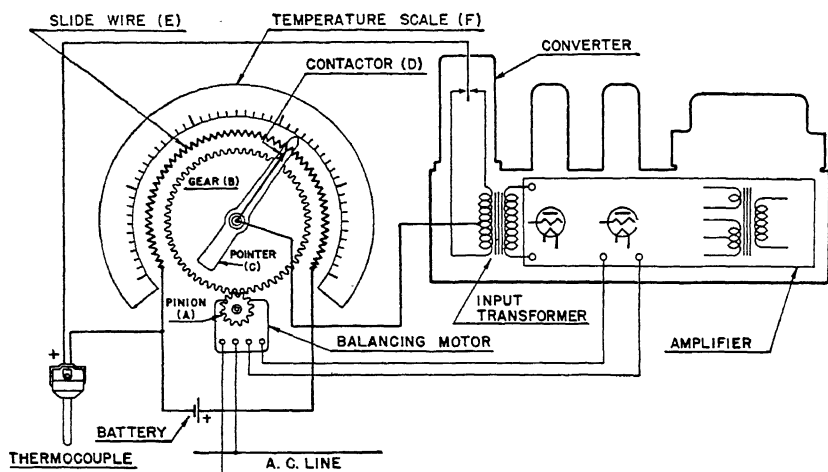 SLIDE WIRE (E)
TEMPERATURE SCALE (F)
CONVERTER
CONTACTOR (D)
GEAR (B)
POINTER
(C)
PINION
(A)
INPUT
TRANSFORMER
BALANCING MOTOR
AMPLIFIER
+
BATTERY
+
THERMOCOUPLE
A. C. LINE